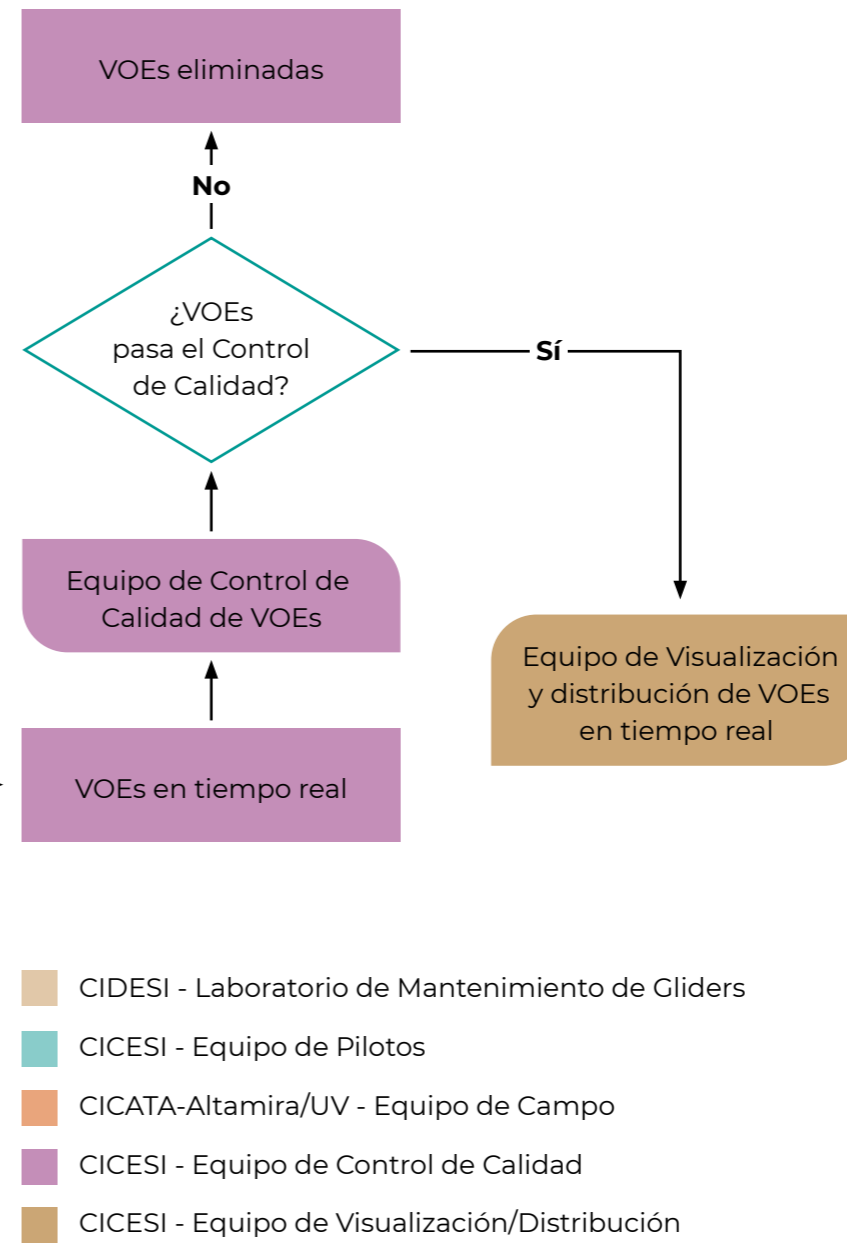 VOEs eliminadas
No
¿VOEs
pasa el Control
de Calidad?
Sí
Equipo de Control de
Calidad de VOEs
Equipo de Visualización
y distribución de VOEs
en tiempo real
VOEs en tiempo real
CIDESI - Laboratorio de Mantenimiento de Gliders
CICESI - Equipo de Pilotos
CICATA-Altamira/UV - Equipo de Campo
CICESI - Equipo de Control de Calidad
CICESI - Equipo de Visualización/Distribución